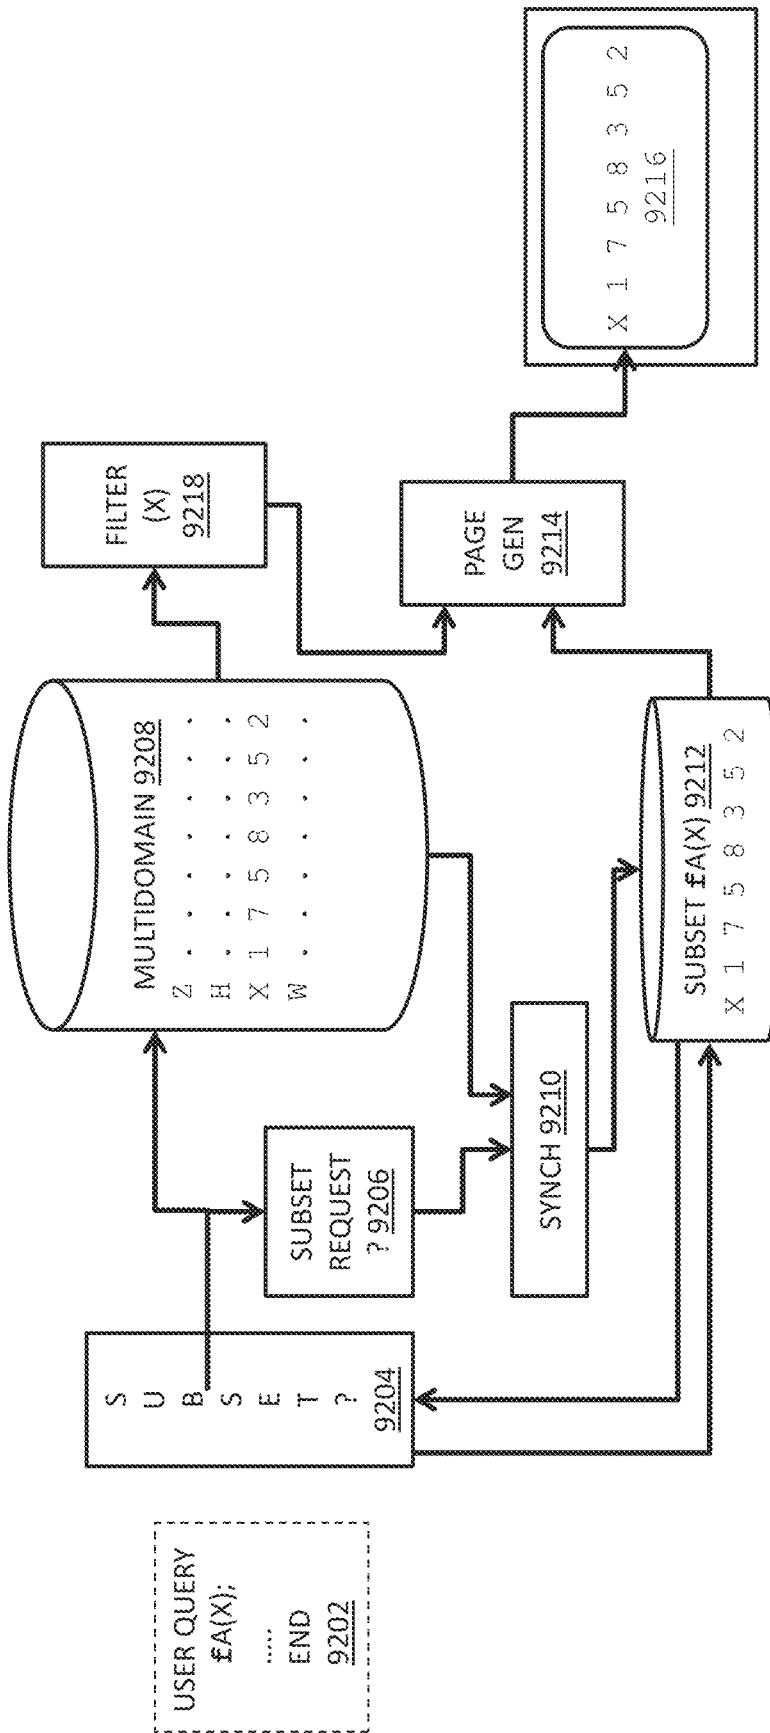 USER QUERY
£A(X);
.....
END
9202
S
U
B
S
E
T
?
9204
SUBSET
REQUEST
? 9206
MULTIDOMAIN 9208
Z . . . . . . .
H . . . . . . .
X 1 7 5 8 3 5 2
W . . . . . . .
SYNCH 9210
SUBSET £A(X) 9212
X 1 7 5 8 3 5 2
FILTER
(X)
9218
PAGE
GEN
9214
X 1 7 5 8 3 5 2
9216